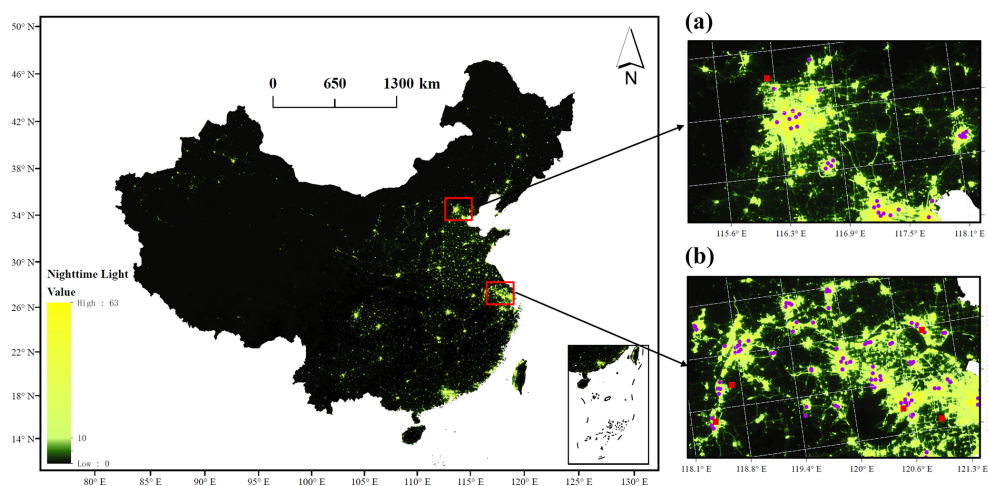 (a)
50° N
46° N
N
0 650 1300 km
42° N
38° N
34° N
115.6° E 116.3° E 116.9° E 117.5° E 118.1° E
(b)
30° N
Nighttime Light
Value
High : 63
26° N
22° N
18° N
10
14° N
Low : 0
118.1° E 118.8° E 119.4° E 120° E 120.6° E 121.3° E
80° E 85° E 90° E 95° E 100° E 105° E 110° E 115° E 120° E 125° E 130° E